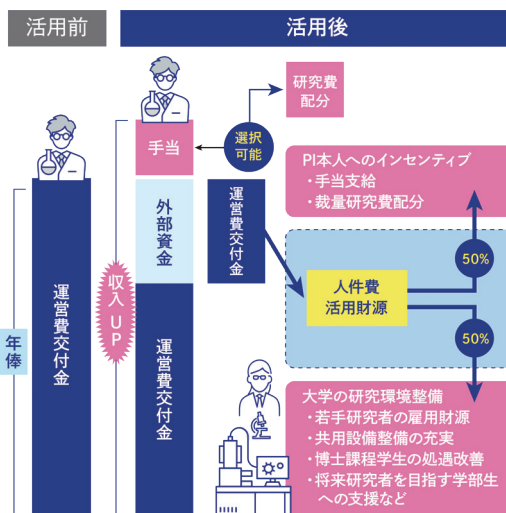 活用前
活用後
研究費
配分
選択
可能
手当
PI本人へのインセンティブ
・手当支給
・裁量研究費配分
外部資金
運営費交付金
50%
人件費
活用財源
50%
運営費交付金
年俸
収入UP
運営費交付金
大学の研究環境整備
・若手研究者の雇用財源
・共用設備整備の充実
・博士課程学生の処遇改善
・将来研究者を目指す学部生
への支援など